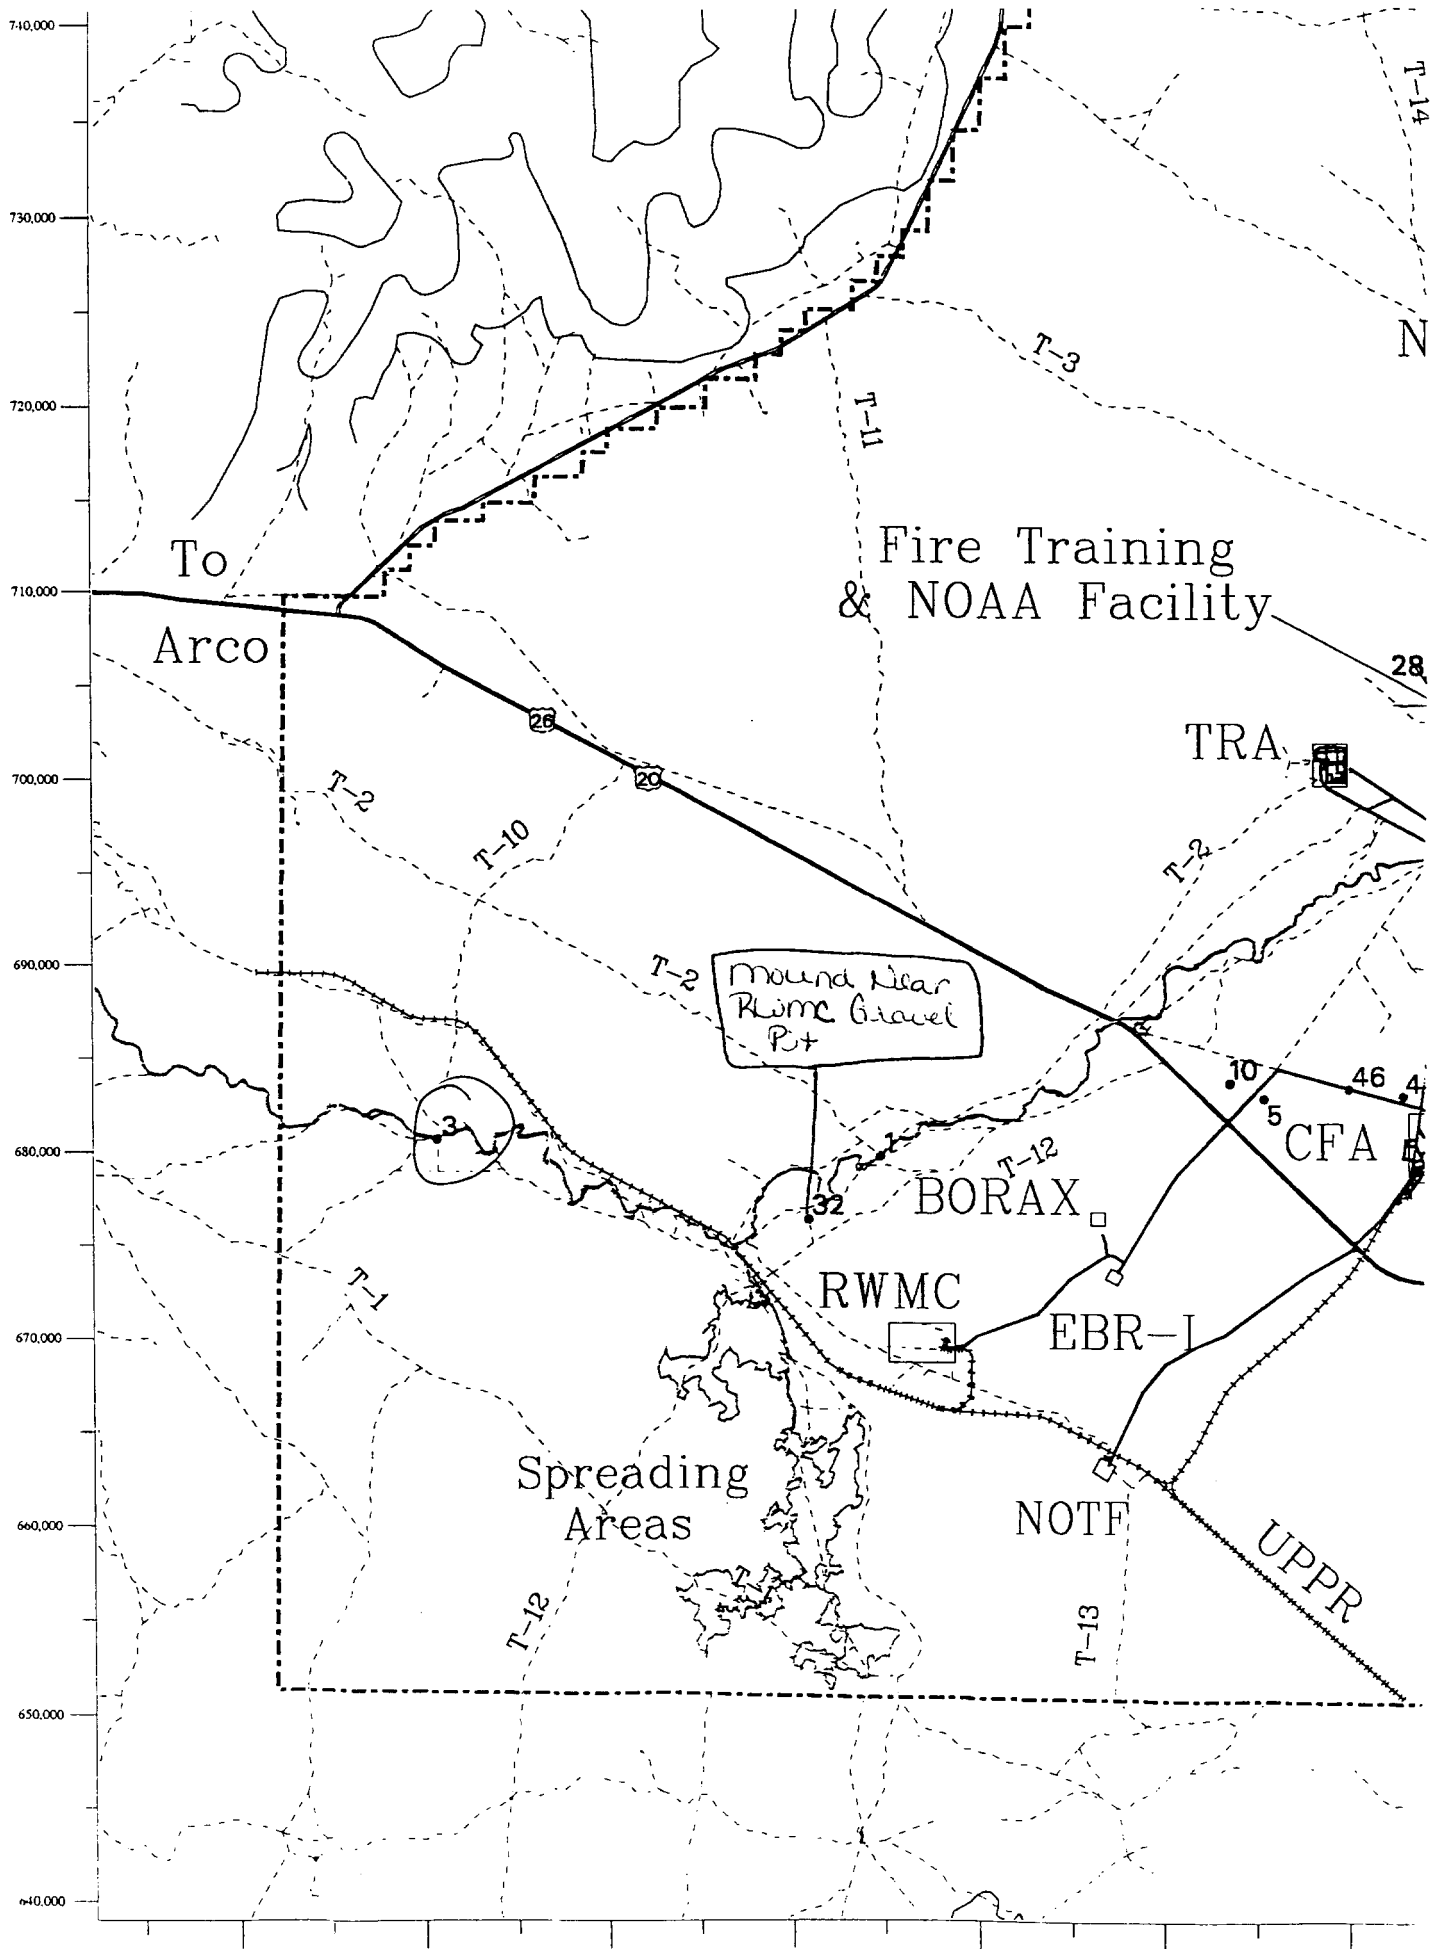 740,000
T-14
730,000
N
T-3
720,000
T-11
Fire Training
& NOAA Facility
To
710,000
Arco
28
26
TRA
20
700,000
T-2
T-10
T-2
690,000
T-2
Mound Near
RWMC Gravel
Pit
10
46
4
5
3
CFA
680,000
1
T-12
BORAX
32
T-1
RWMC
EBR-I
670,000
Spreading
Areas
NOTF
660,000
UPPR
T-12
T-13
650,000
640,000